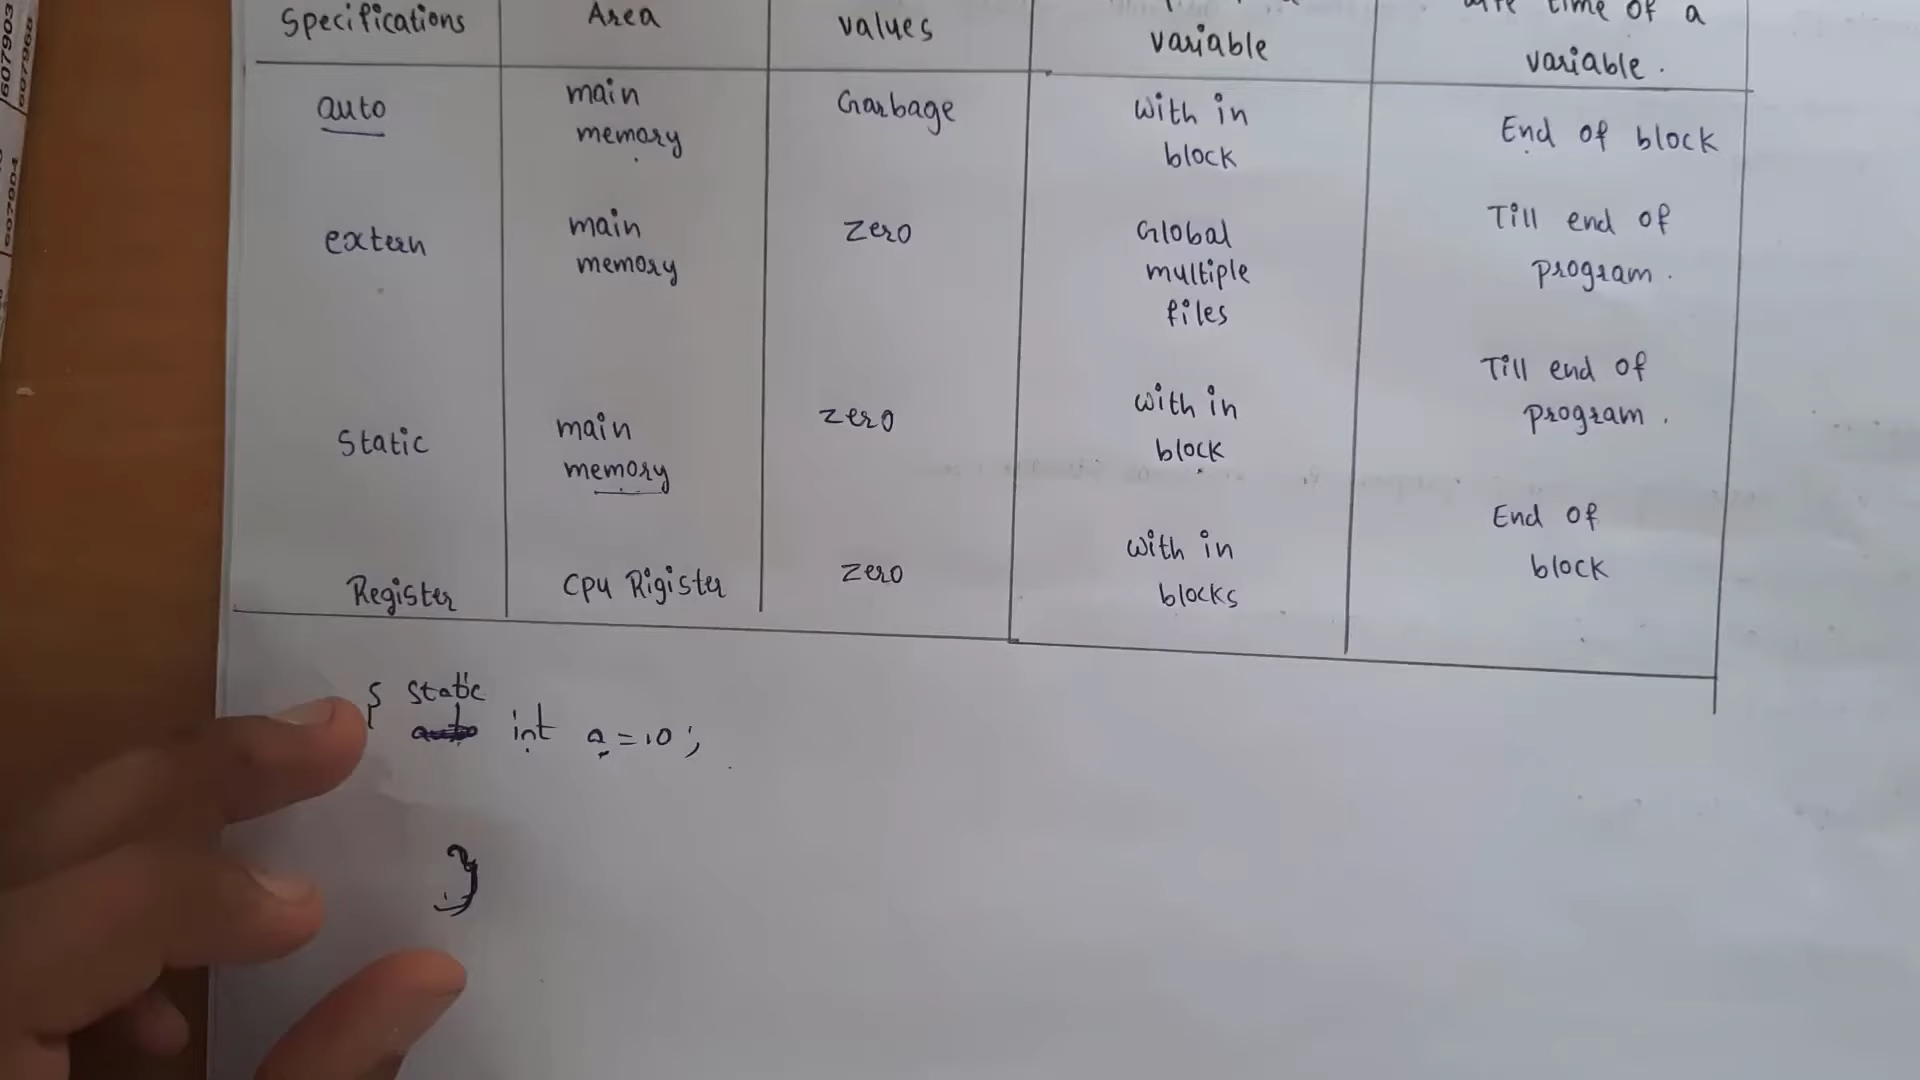 Specifications
Area
values
variable
time of a
variable.
auto
main
memory
Garbage
With in
block
End of block
extern
main
memory
zero
Global
multiple
files
Till end of
program.
Static
main
memory
zero
with in
block
Till end of
program.
Register
Cpu Rigister
zero
with in
blocks
End of
block
{ static
auto int a=10;
}
6077903